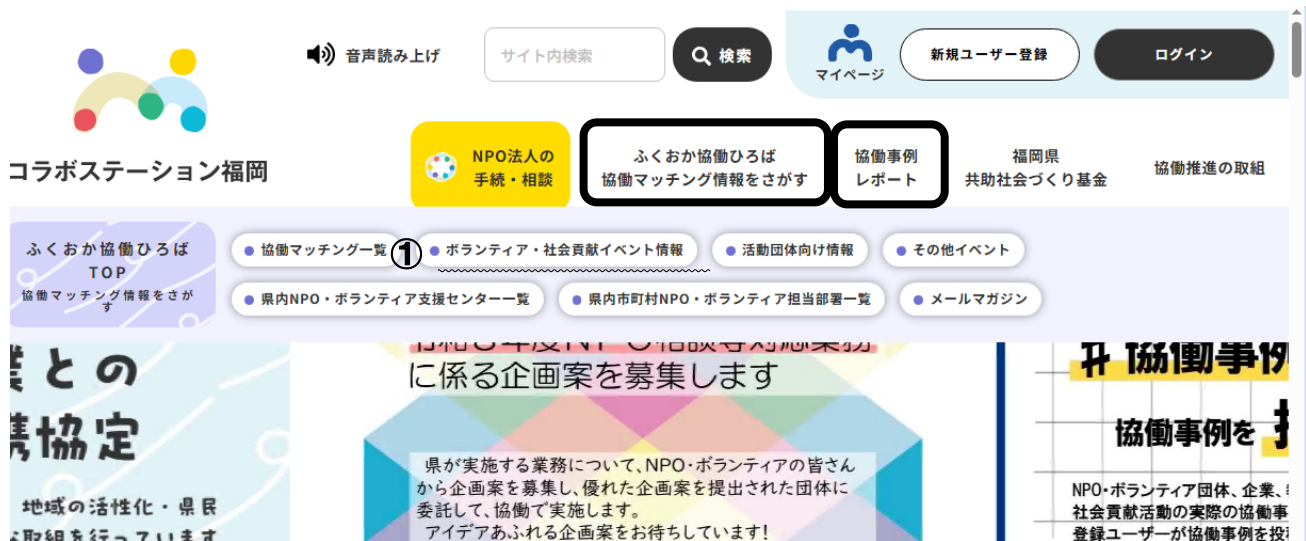 音声読み上げ
サイト内検索
検索
マイページ
新規ユーザー登録
ログイン
コラボステーション福岡
NPO法人の
手続・相談
ふくおか協働ひろば
協働マッチング情報をさがす
協働事例
レポート
福岡県
共助社会づくり基金
協働推進の取組
ふくおか協働ひろば
TOP
協働マッチング情報をさが
す
協働マッチング一覧
①
ボランティア・社会貢献イベント情報
活動団体向け情報
その他イベント
県内NPO・ボランティア支援センター一覧
県内市町村NPO・ボランティア担当部署一覧
メールマガジン
との
協定
地域の活性化・県民
取組を行っています
に係る企画案を募集します
県が実施する業務について、NPO・ボランティアの皆さん
から企画案を募集し、優れた企画案を提出された団体に
委託して、協働で実施します。
アイデアあふれる企画案をお待ちしています!
# 協働事例
協働事例を
NPO・ボランティア団体、企業、
社会貢献活動の実際の協働事
登録ユーザーが協働事例を投